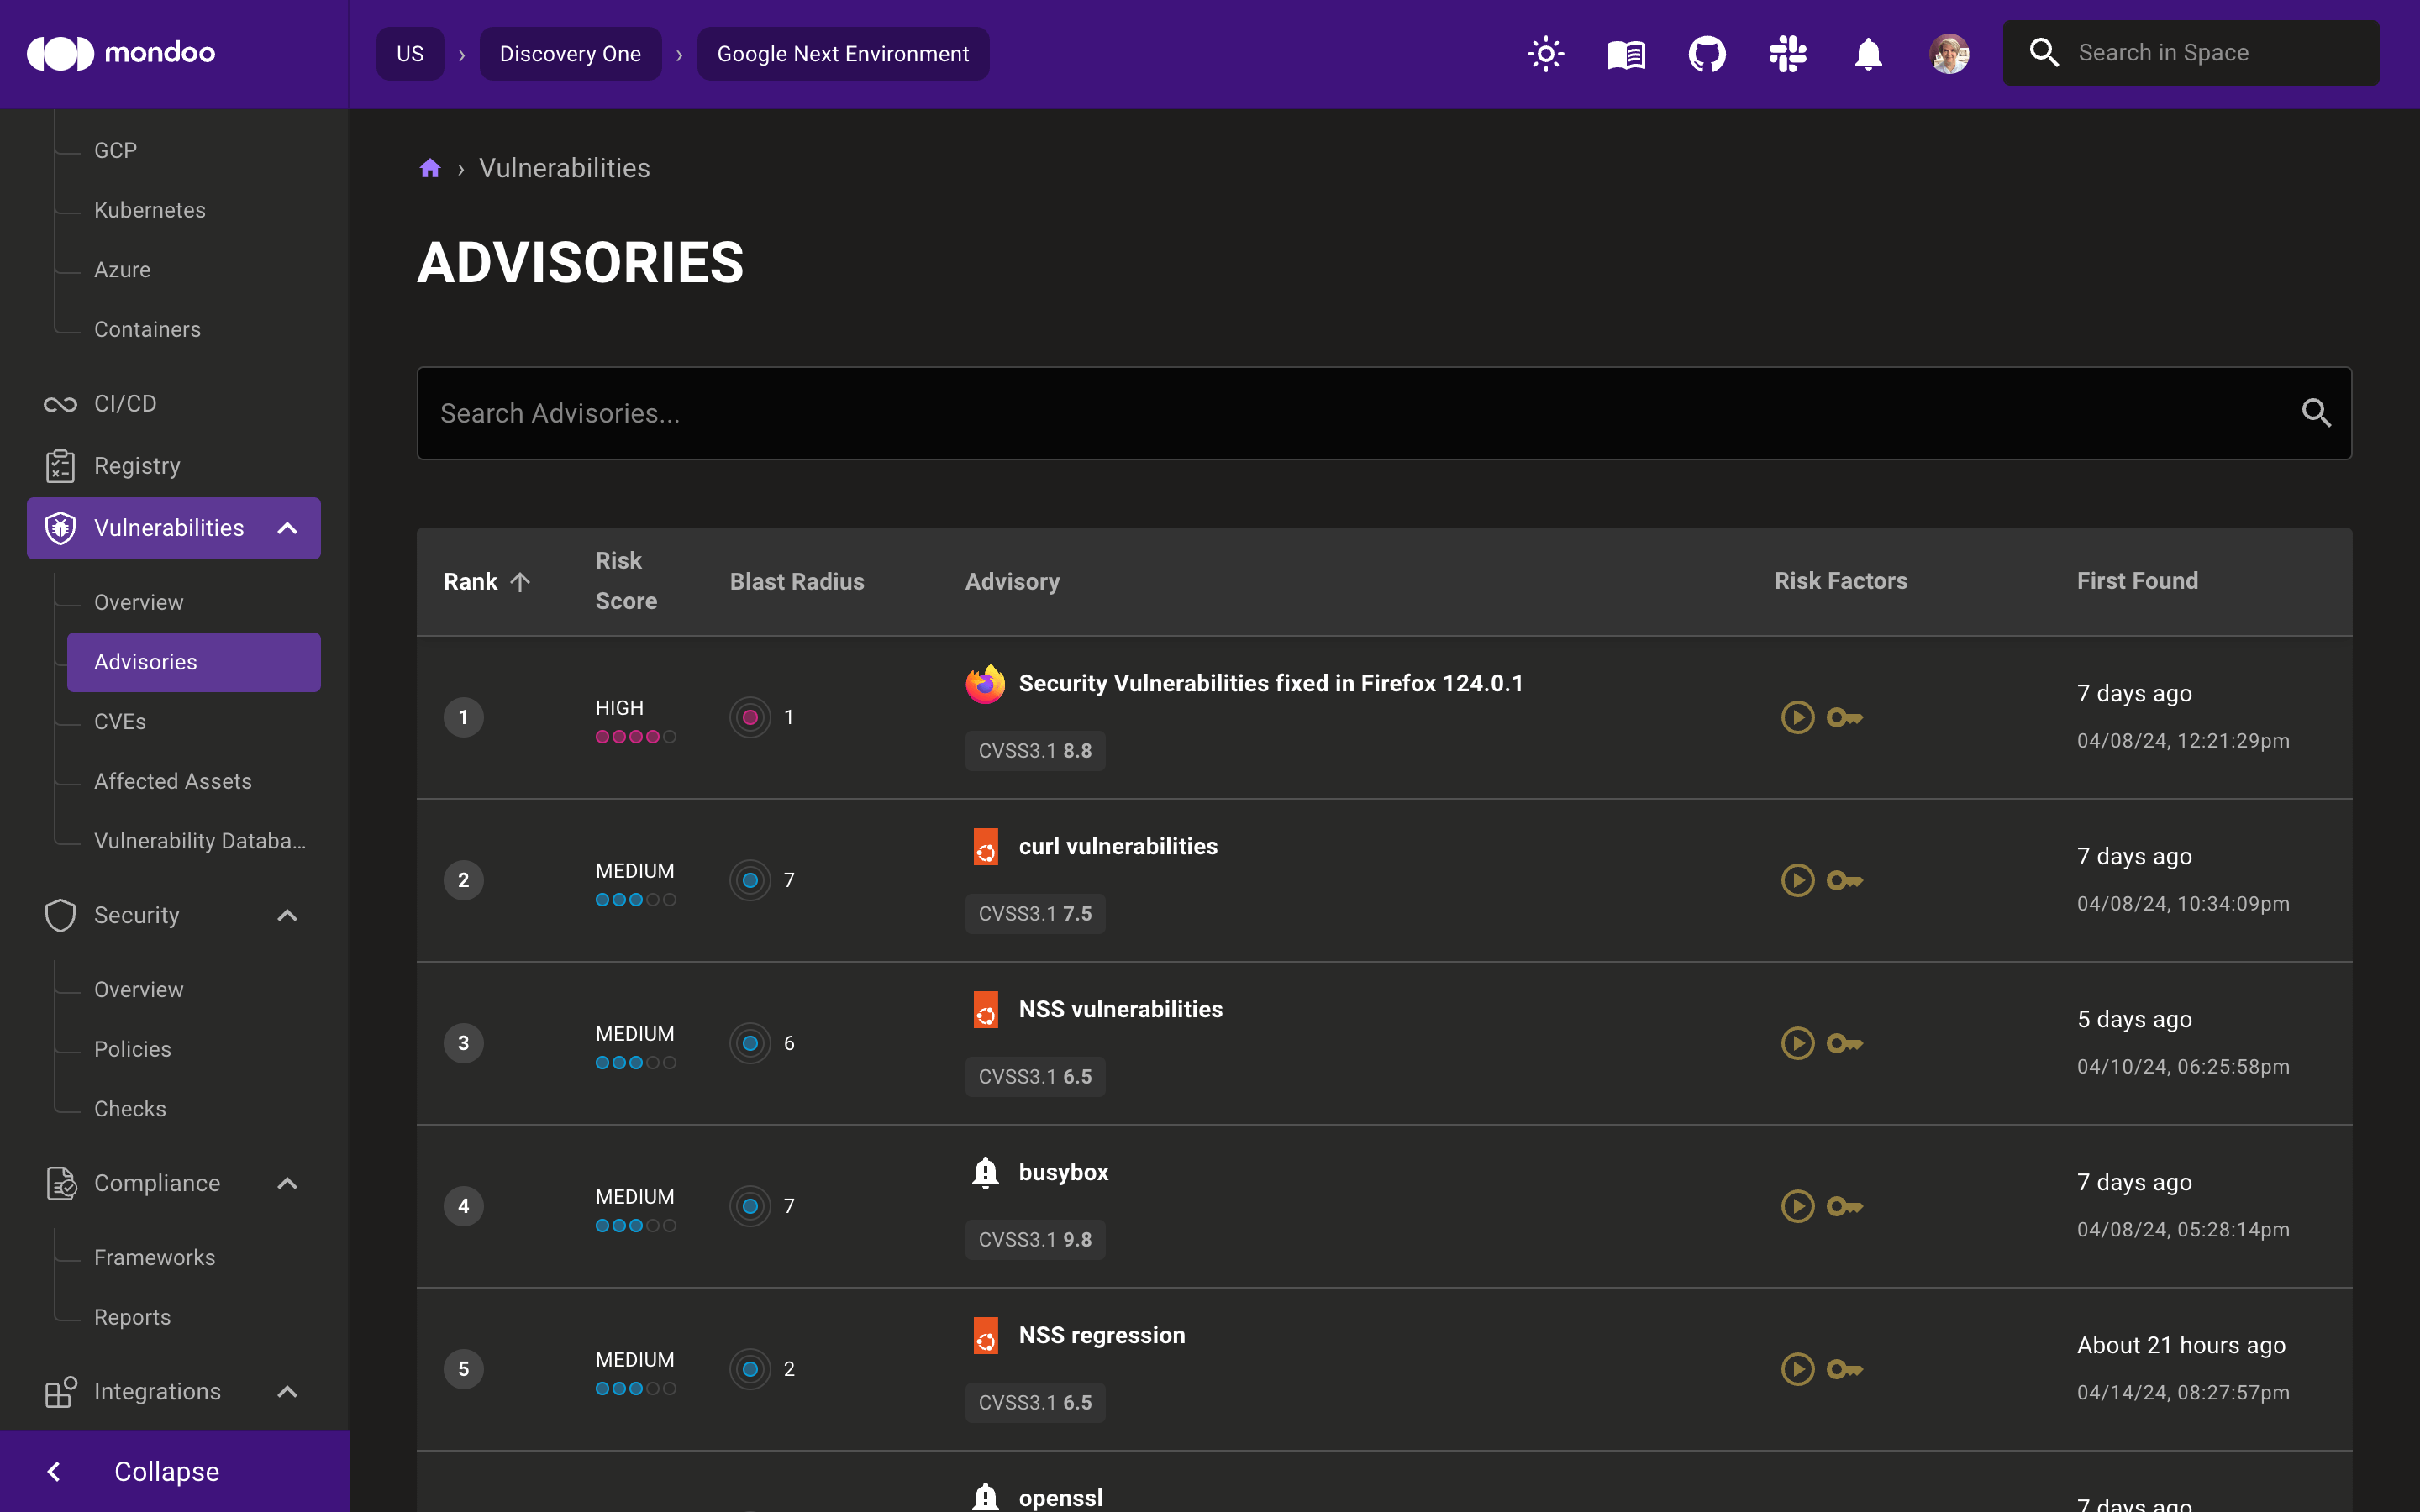 mondoo
US › Discovery One › Google Next Environment
Search in Space
GCP
Kubernetes
Azure
Containers
CI/CD
Registry
Vulnerabilities
Overview
Advisories
CVEs
Affected Assets
Vulnerability Databa...
Security
Overview
Policies
Checks
Compliance
Frameworks
Reports
Integrations
Collapse
› Vulnerabilities
ADVISORIES
Search Advisories...
Rank Risk Score Blast Radius Advisory Risk Factors First Found
1 HIGH 1 Security Vulnerabilities fixed in Firefox 124.0.1 7 days ago
CVSS3.1 8.8 04/08/24, 12:21:29pm
2 MEDIUM 7 curl vulnerabilities 7 days ago
CVSS3.1 7.5 04/08/24, 10:34:09pm
3 MEDIUM 6 NSS vulnerabilities 5 days ago
CVSS3.1 6.5 04/10/24, 06:25:58pm
4 MEDIUM 7 busybox 7 days ago
CVSS3.1 9.8 04/08/24, 05:28:14pm
5 MEDIUM 2 NSS regression About 21 hours ago
CVSS3.1 6.5 04/14/24, 08:27:57pm
openssl 7 days ago